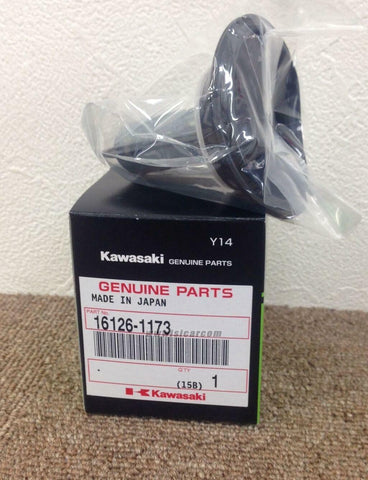 Y14
Kawasaki GENUINE PARTS
GENUINE PARTS
MADE IN JAPAN
PART No.
16126-1173
QTY
(15B) 1
Kawasaki